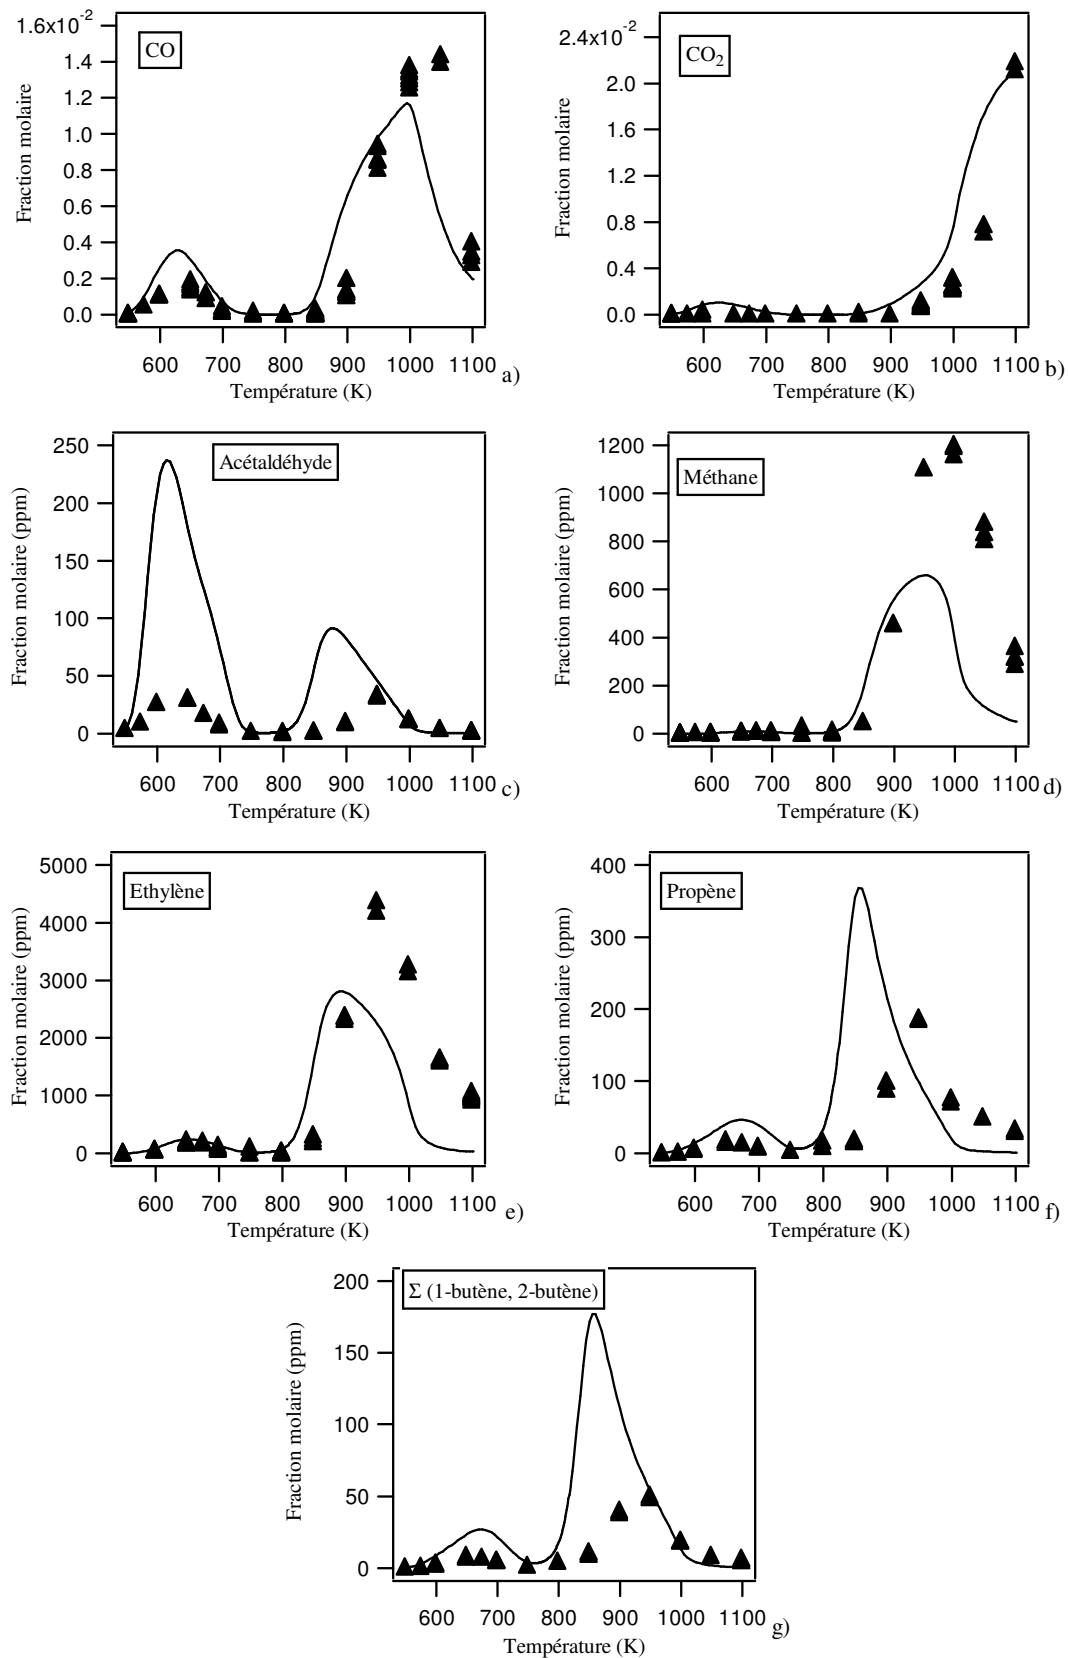 1.6x10⁻²
1.4
1.2
1.0
0.8
0.6
0.4
0.2
0.0
Fraction molaire
CO
600 700 800 900 1000 1100
Température (K)
a)
2.4x10⁻²
2.0
1.6
1.2
0.8
0.4
0.0
Fraction molaire
CO₂
600 700 800 900 1000 1100
Température (K)
b)
250
200
150
100
50
0
Fraction molaire (ppm)
Acétaldéhyde
600 700 800 900 1000 1100
Température (K)
c)
1200
1000
800
600
400
200
0
Fraction molaire (ppm)
Méthane
600 700 800 900 1000 1100
Température (K)
d)
5000
4000
3000
2000
1000
0
Fraction molaire (ppm)
Ethylène
600 700 800 900 1000 1100
Température (K)
e)
400
300
200
100
0
Fraction molaire (ppm)
Propène
600 700 800 900 1000 1100
Température (K)
f)
200
150
100
50
0
Fraction molaire (ppm)
Σ (1-butène, 2-butène)
600 700 800 900 1000 1100
Température (K)
g)